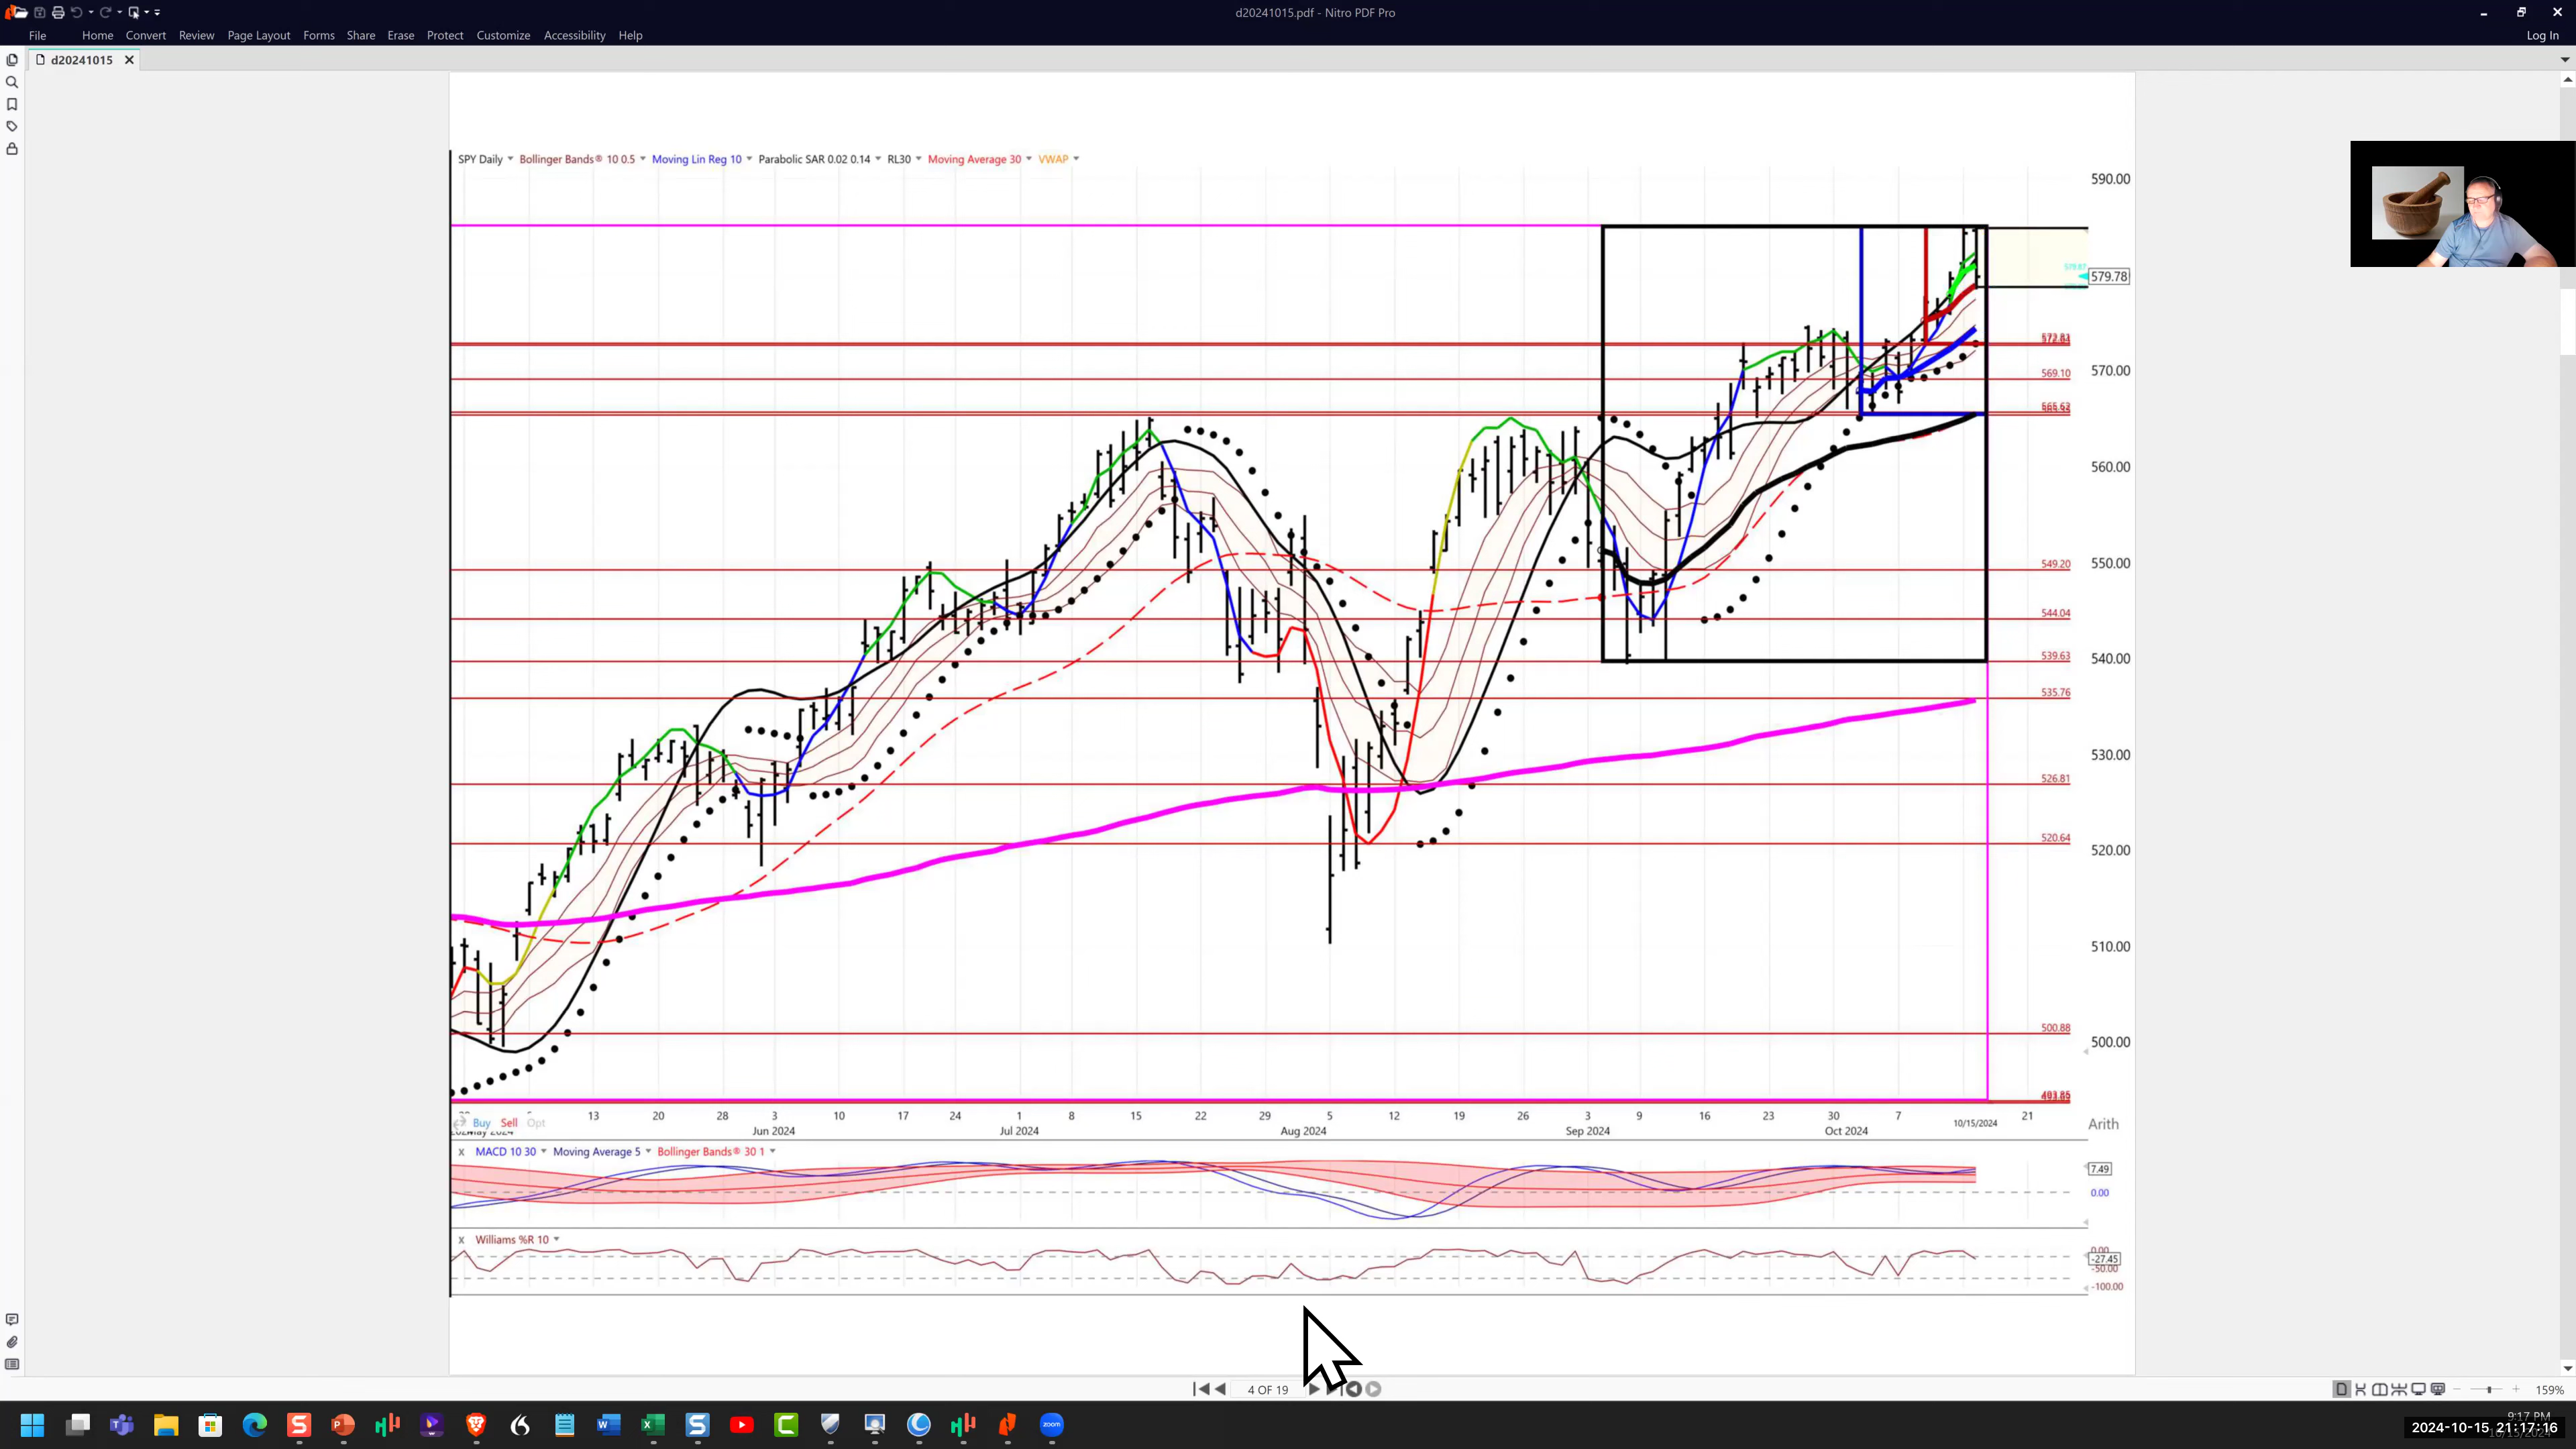 d20241015.pdf - Nitro PDF Pro
File Home Convert Review Page Layout Forms Share Erase Protect Customize Accessibility Help Log In
d20241015
SPY Daily Bollinger Bands® 10 0.5 Moving Lin Reg 10 Parabolic SAR 0.02 0.14 RL30 Moving Average 30 VWAP
590.00
579.78
570.00
569.10
560.00
550.00
549.20
544.04
540.00
539.63
535.76
530.00
526.81
520.00
520.64
510.00
500.88
500.00
13 20 28 3 10 17 24 1 8 15 22 29 5 12 19 26 3 9 16 23 30 7 10/15/2024 21
Buy Sell Opt
Arith
May 2024 Jun 2024 Jul 2024 Aug 2024 Sep 2024 Oct 2024
x MACD 10 30 Moving Average 5 Bollinger Bands® 30 1
7.49
0.00
x Williams %R 10
-27.45
-50.00
-100.00
4 OF 19
159%
zoom
9:17 PM
2024-10-15, 21:17:16